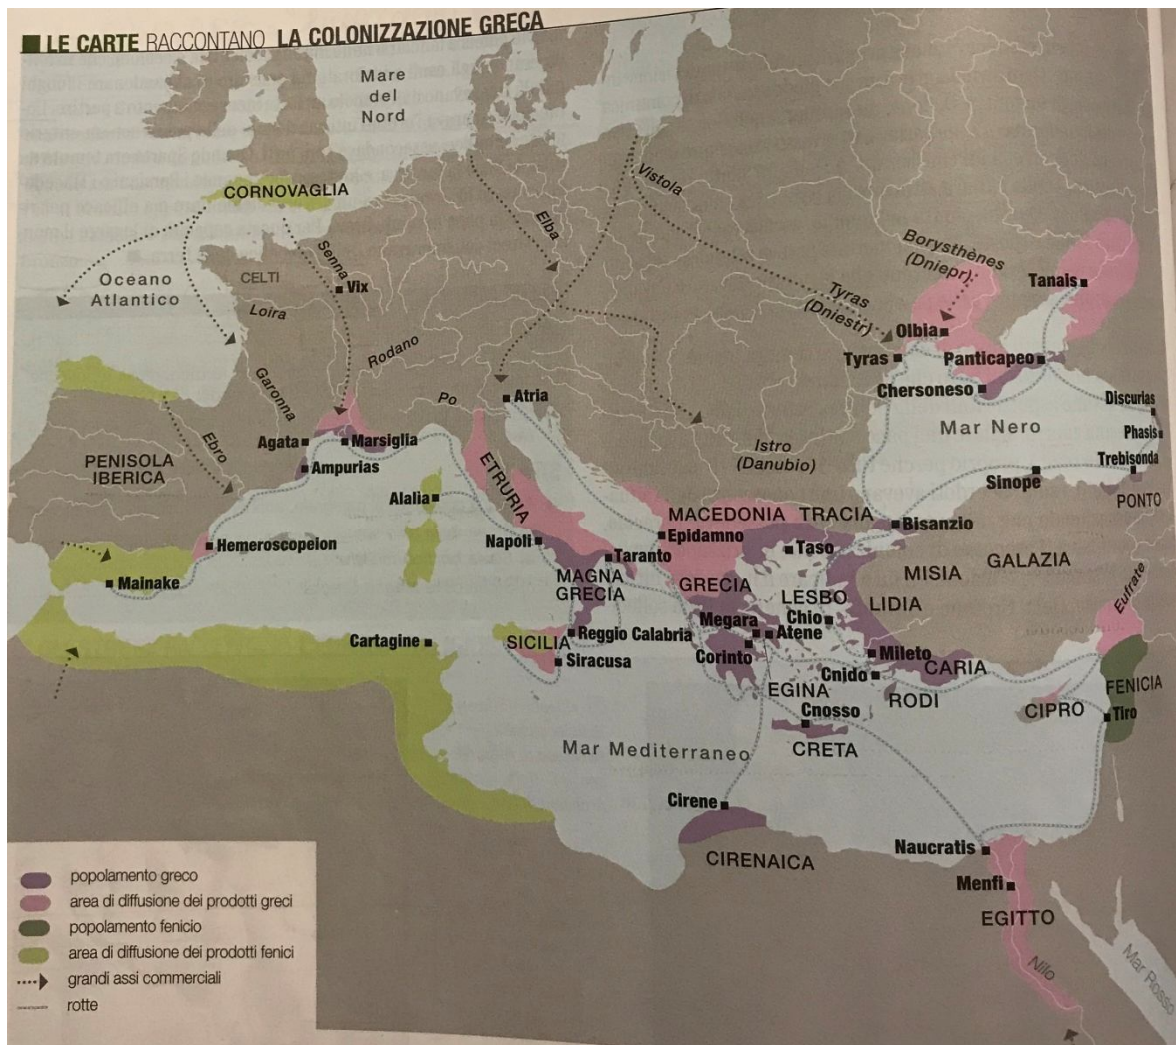 LE CARTE RACCONTANO LA COLONIZZAZIONE GRECA
Mare
del
Nord
CORNOVAGLIA
Oceano
Atlantico
CELTI
Senna
Vix
Loira
Garonna
Rodano
Elba
Vistola
Borysthènes
(Dniepr)
Tyras
(Dniestr)
Tanais
Olbia
Tyras
Panticapeo
Chersoneso
Discurias
Phasis
Mar Nero
Trebisonda
Sinope
PONTO
Po
Atria
Istro
(Danubio)
Ebro
Agata
Marsiglia
Ampurias
PENISOLA
IBERICA
ETRURIA
Alalia
MACEDONIA
TRACIA
Bisanzio
Hemeroscopeion
Napoli
Epidamno
Taso
Taranto
MISIA
GALAZIA
Mainake
MAGNA
GRECIA
GRECIA
LESBO
LIDIA
Eufrate
Chio
Megara
Cartagine
SICILIA
Reggio Calabria
Atene
Siracusa
Corinto
Mileto
CARIA
Cnido
EGINA
RODI
FENICIA
CIPRO
Tiro
Cnosso
CRETA
Mar Mediterraneo
Cirene
CIRENAICA
Naucratis
Menfi
EGITTO
Nilo
Mar Rosso
popolamento greco
area di diffusione dei prodotti greci
popolamento fenicio
area di diffusione dei prodotti fenici
grandi assi commerciali
rotte